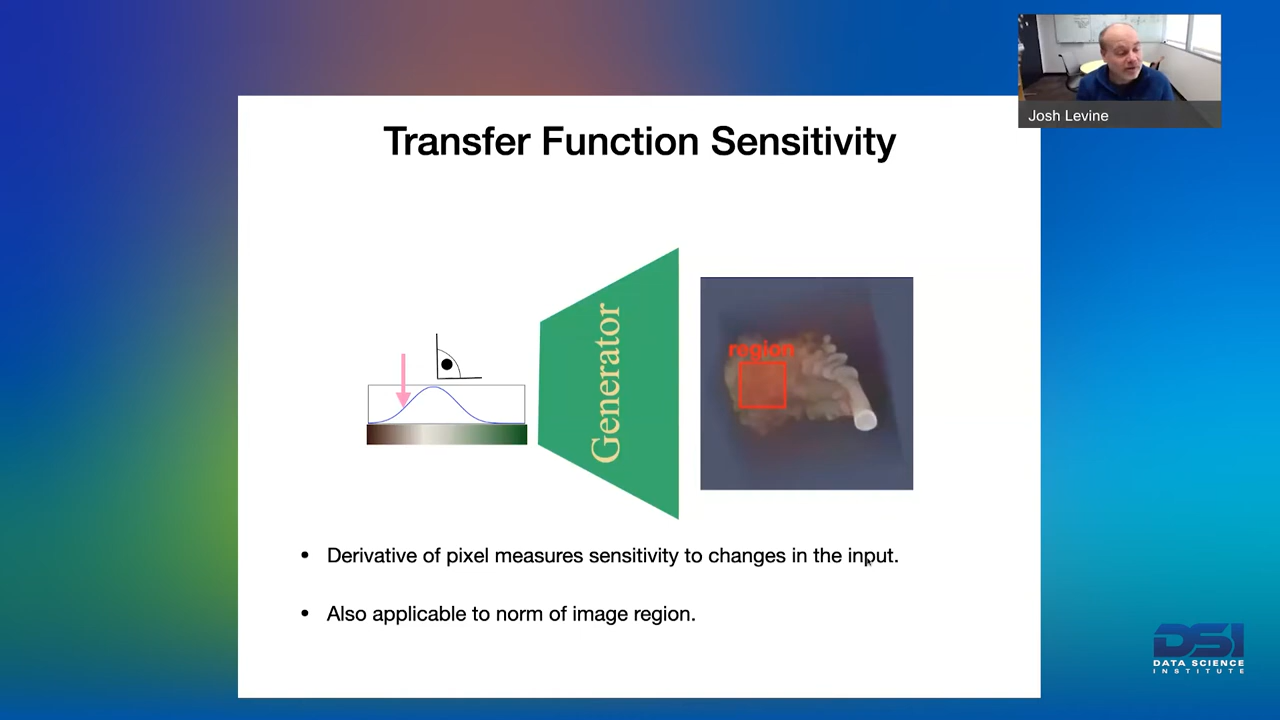 Josh Levine
Transfer Function Sensitivity
Generator
region
• Derivative of pixel measures sensitivity to changes in the input.
• Also applicable to norm of image region.
DSI
DATA SCIENCE
INSTITUTE